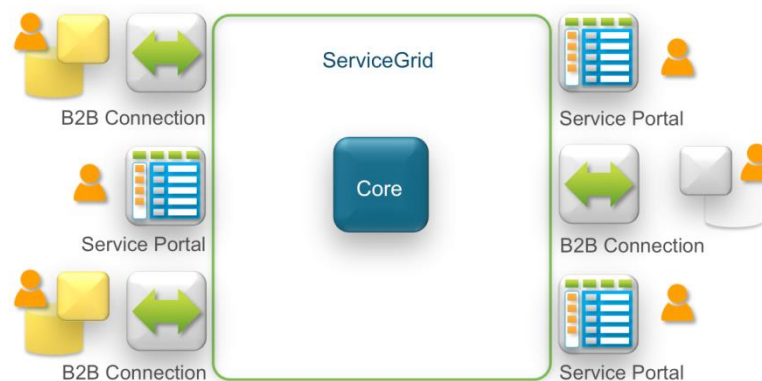 ServiceGrid
B2B Connection
Service Portal
Core
Service Portal
B2B Connection
B2B Connection
Service Portal